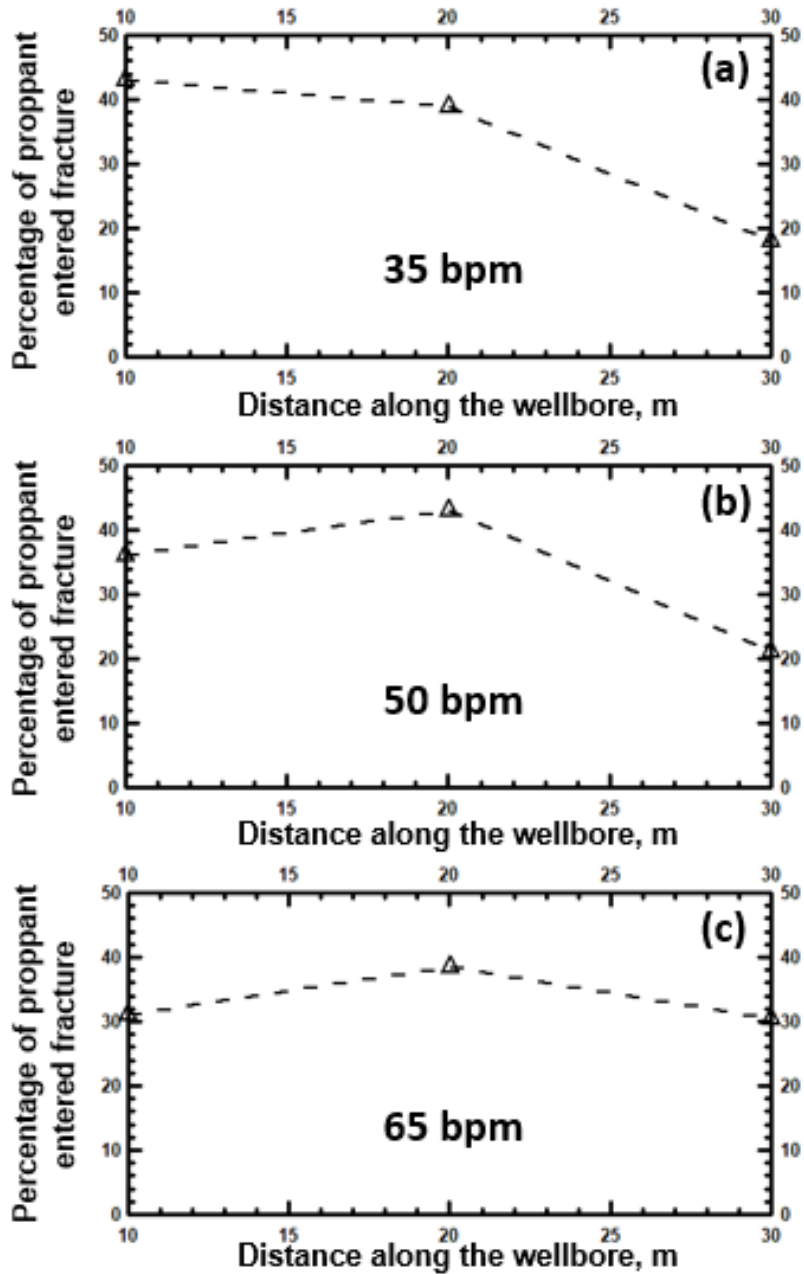 10 15 20 25 30
50 50
40 40
30 30
20 20
10 10
0 0
10 15 20 25 30
Percentage of proppant
entered fracture
(a)
35 bpm
Distance along the wellbore, m
10 15 20 25 30
50 50
40 40
30 30
20 20
10 10
0 0
10 15 20 25 30
Percentage of proppant
entered fracture
(b)
50 bpm
Distance along the wellbore, m
10 15 20 25 30
50 50
40 40
30 30
20 20
10 10
0 0
10 15 20 25 30
Percentage of proppant
entered fracture
(c)
65 bpm
Distance along the wellbore, m